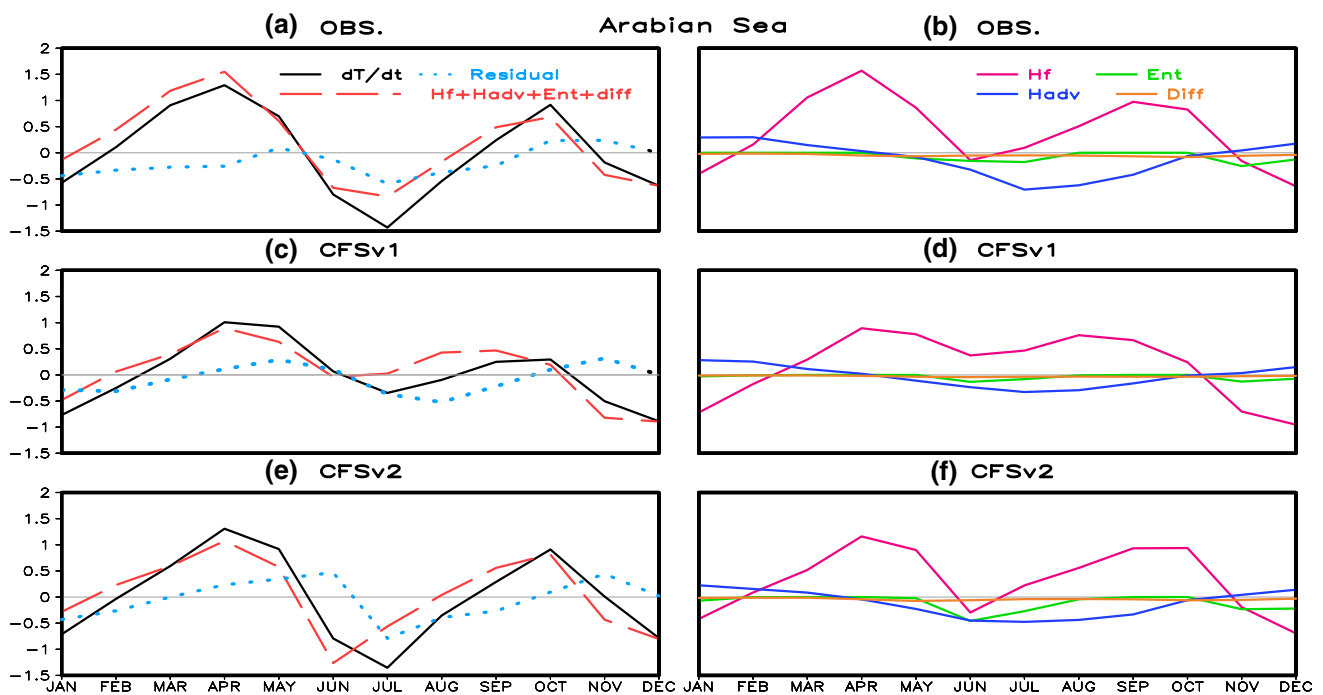 (a) OBS. Arabian Sea (b) OBS.
2
1.5
1
0.5
0
−0.5
−1
−1.5
dT/dt Residual
Hf+Hadv+Ent+diff
Hf Ent
Hadv Diff
(c) CFSv1 (d) CFSv1
2
1.5
1
0.5
0
−0.5
−1
−1.5
(e) CFSv2 (f) CFSv2
2
1.5
1
0.5
0
−0.5
−1
−1.5
JAN FEB MAR APR MAY JUN JUL AUG SEP OCT NOV DEC
JAN FEB MAR APR MAY JUN JUL AUG SEP OCT NOV DEC